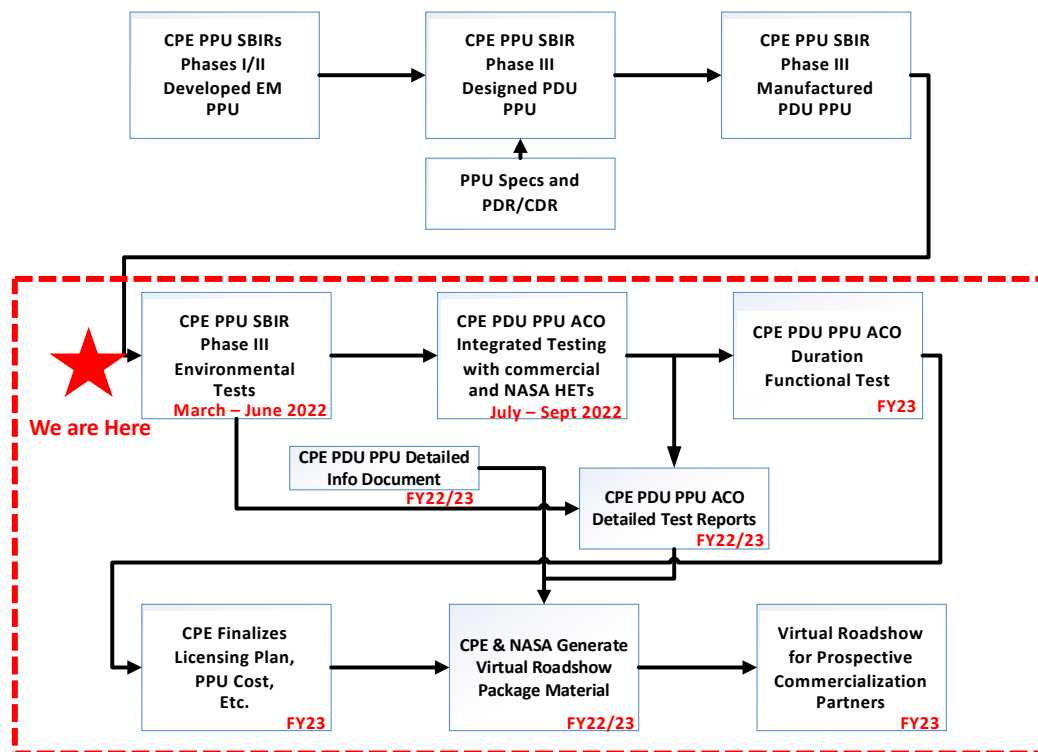 CPE PPU SBIRs
Phases I/II
Developed EM
PPU
CPE PPU SBIR
Phase III
Designed PDU
PPU
CPE PPU SBIR
Phase III
Manufactured
PDU PPU
PPU Specs and
PDR/CDR
We are Here
CPE PPU SBIR
Phase III
Environmental
Tests
March – June 2022
CPE PDU PPU ACO
Integrated Testing
with commercial
and NASA HETs
July – Sept 2022
CPE PDU PPU ACO
Duration
Functional Test
FY23
CPE PDU PPU Detailed
Info Document
FY22/23
CPE PDU PPU ACO
Detailed Test Reports
FY22/23
CPE Finalizes
Licensing Plan,
PPU Cost,
Etc.
FY23
CPE & NASA Generate
Virtual Roadshow
Package Material
FY22/23
Virtual Roadshow
for Prospective
Commercialization
Partners
FY23